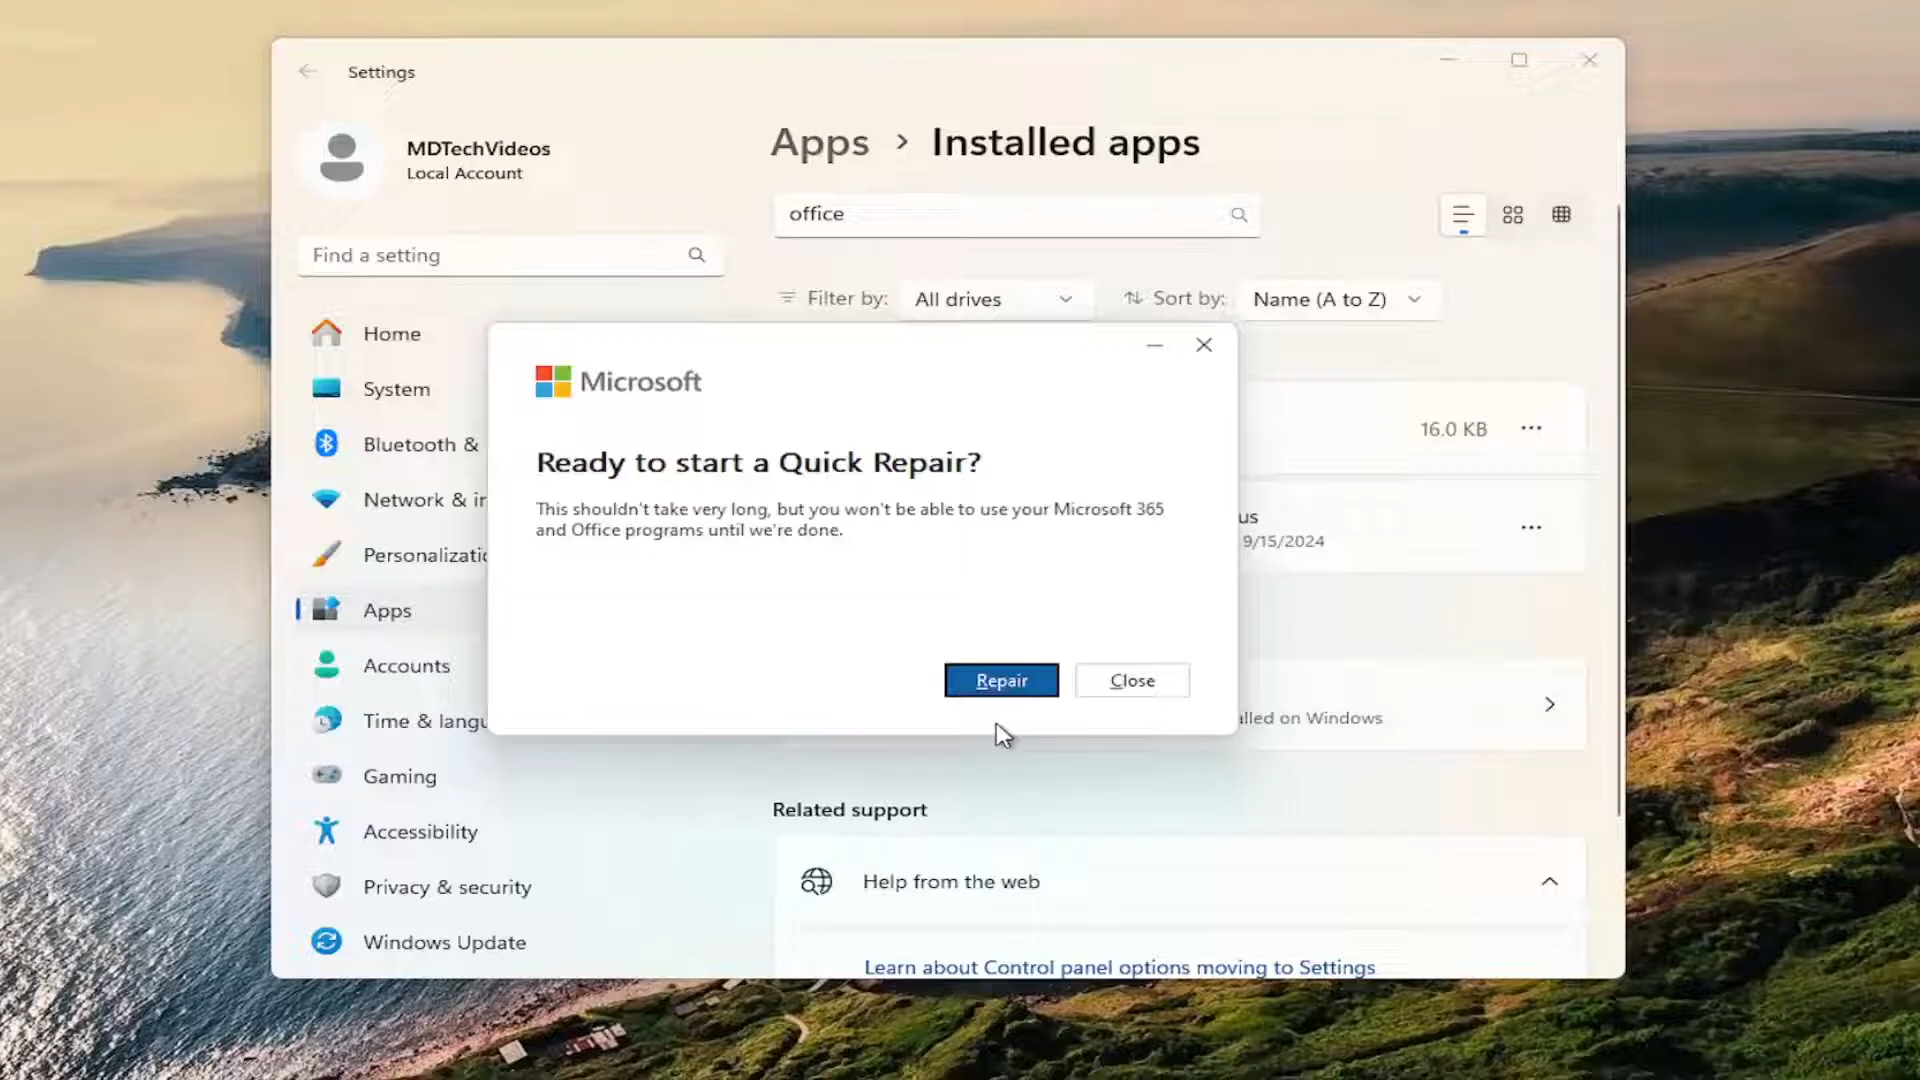 Settings
MDTechVideos
Local Account
Find a setting
Home
System
Bluetooth &
Network &
Personalizatio
Apps
Accounts
Time & langu
Gaming
Accessibility
Privacy & security
Windows Update
Apps > Installed apps
office
Filter by: All drives
Sort by: Name (A to Z)
16.0 KB
us
9/15/2024
Microsoft
Ready to start a Quick Repair?
This shouldn't take very long, but you won't be able to use your Microsoft 365
and Office programs until we're done.
Repair
Close
lled on Windows
Related support
Help from the web
Learn about Control panel options moving to Settings